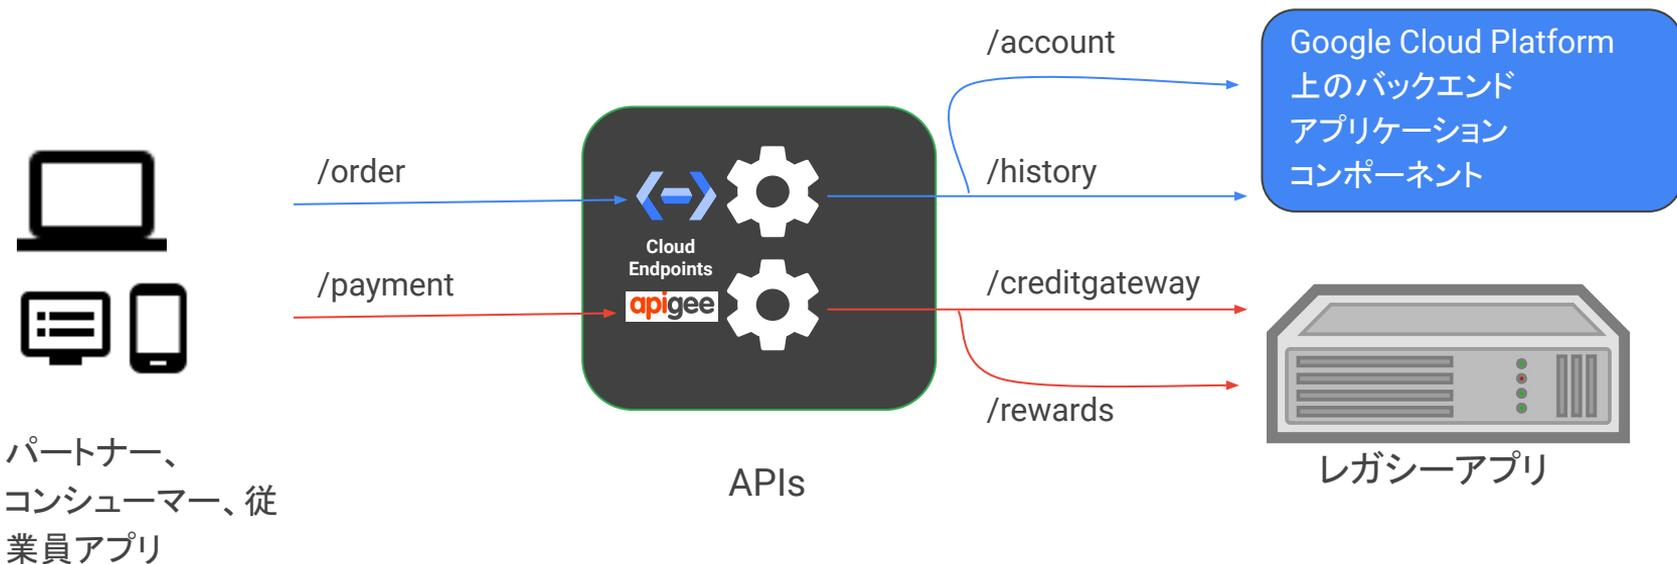 /account
Google Cloud Platform
上のバックエンド
アプリケーション
コンポーネント
/order
/history
Cloud
Endpoints
/payment
apigee
/creditgateway
/rewards
パートナー、
コンシューマー、従
業員アプリ
APIs
レガシーアプリ